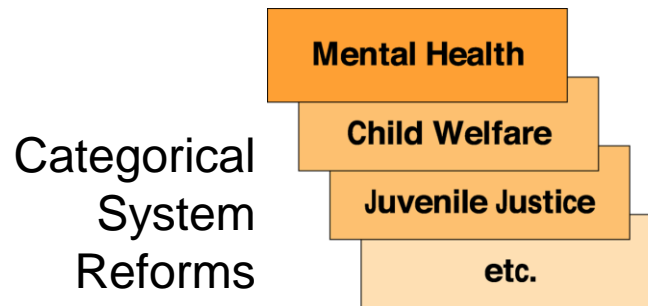 Mental Health
Child Welfare
Juvenile Justice
etc.
Categorical
System
Reforms